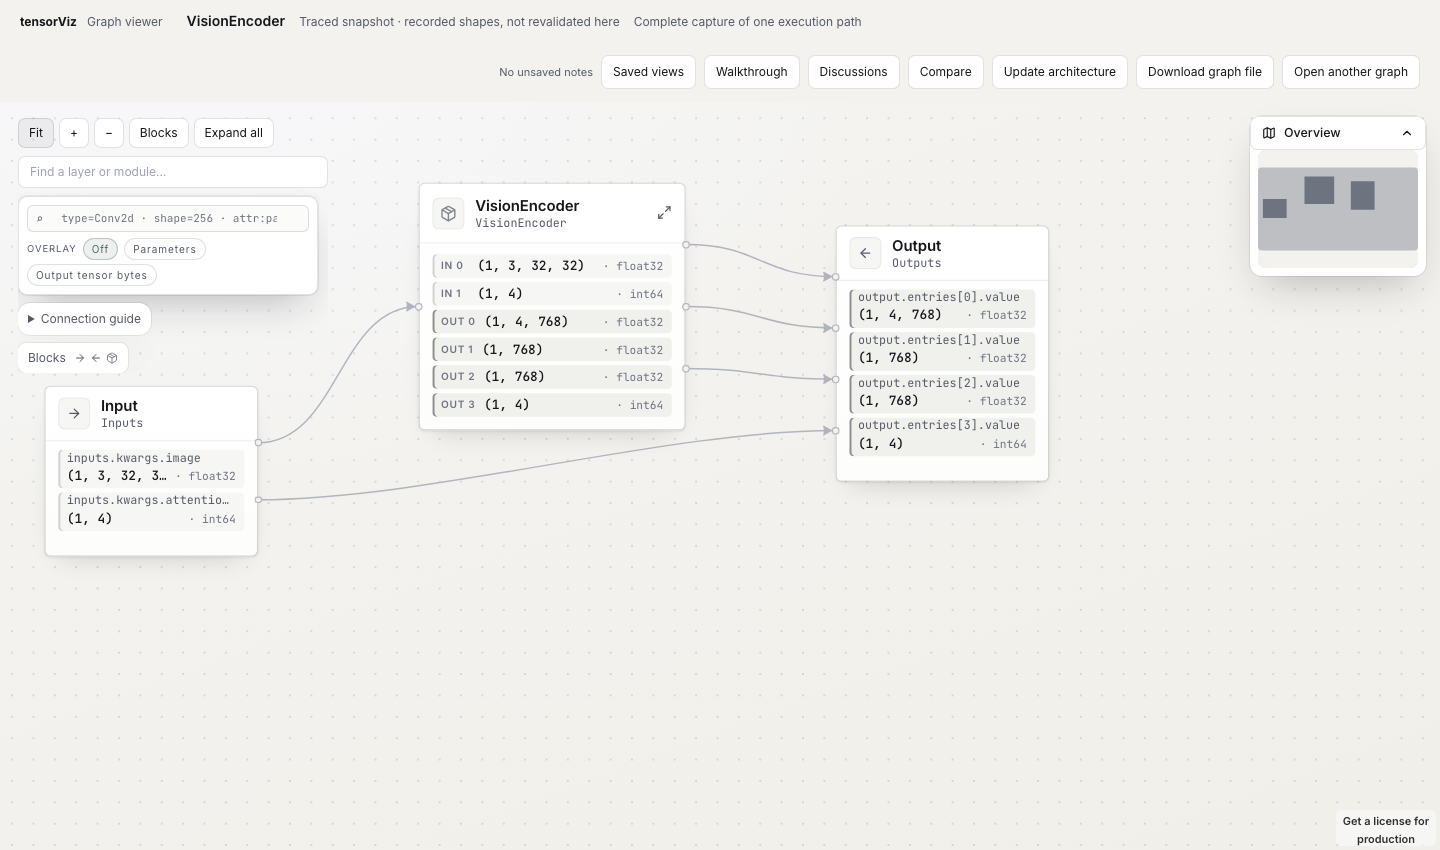 tensorViz Graph viewer VisionEncoder Traced snapshot · recorded shapes, not revalidated here Complete capture of one execution path
No unsaved notes Saved views Walkthrough Discussions Compare Update architecture Download graph file Open another graph
Fit + − Blocks Expand all
Find a layer or module...
type=Conv2d · shape=256 · attr:pa
OVERLAY Off Parameters
Output tensor bytes
Connection guide
Blocks
Input
Inputs
inputs.kwargs.image
(1, 3, 32, 3… · float32
inputs.kwargs.attentio…
(1, 4) · int64
VisionEncoder
VisionEncoder
IN 0 (1, 3, 32, 32) · float32
IN 1 (1, 4) · int64
OUT 0 (1, 4, 768) · float32
OUT 1 (1, 768) · float32
OUT 2 (1, 768) · float32
OUT 3 (1, 4) · int64
Output
Outputs
output.entries[0].value
(1, 4, 768) · float32
output.entries[1].value
(1, 768) · float32
output.entries[2].value
(1, 768) · float32
output.entries[3].value
(1, 4) · int64
Overview
Get a license for
production